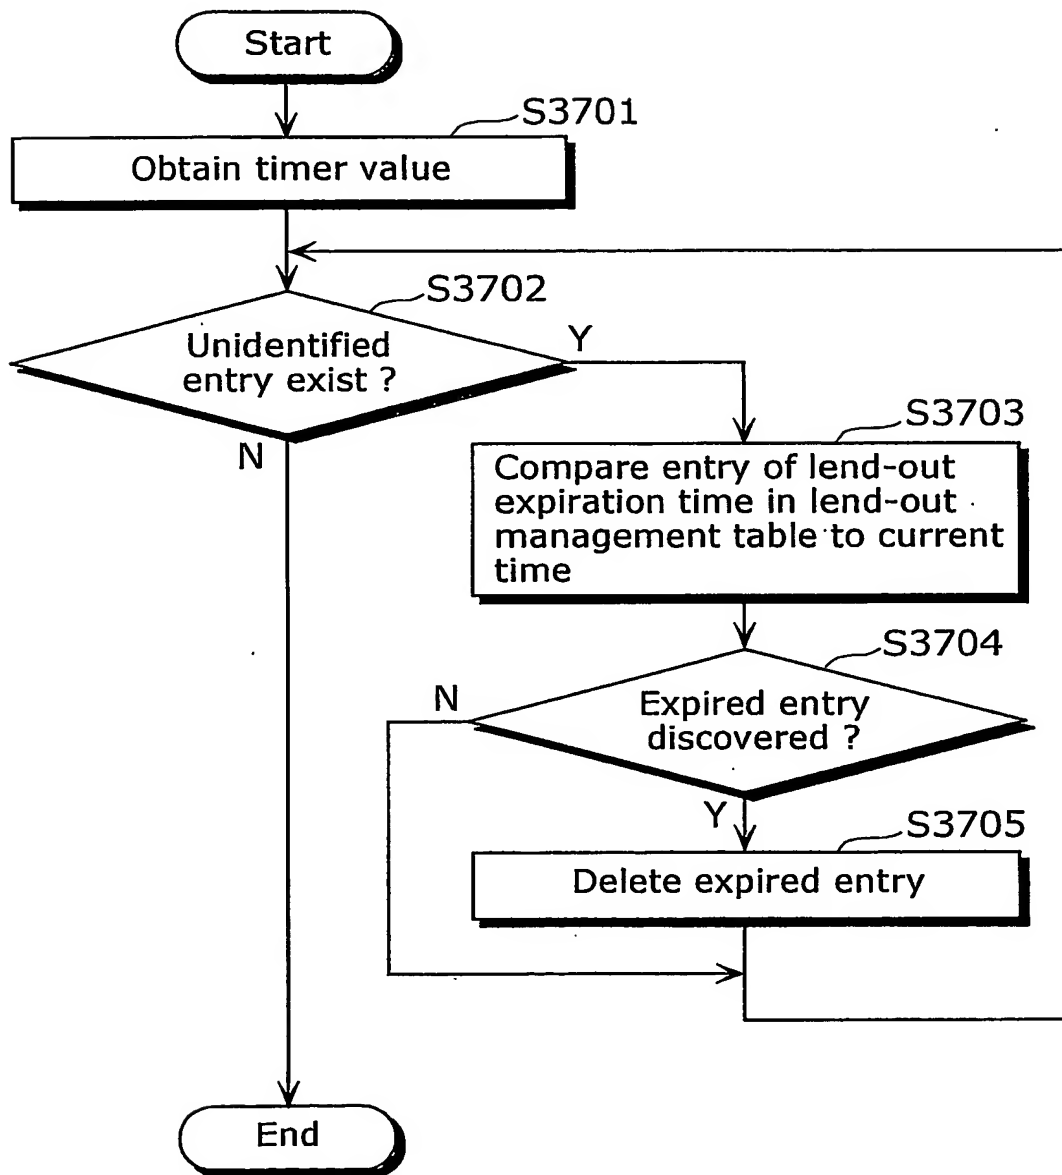 Start
S3701
Obtain timer value
S3702
Unidentified
entry exist ?
Y
N
S3703
Compare entry of lend-out
expiration time in lend-out
management table to current
time
S3704
N
Expired entry
discovered ?
Y
S3705
Delete expired entry
End